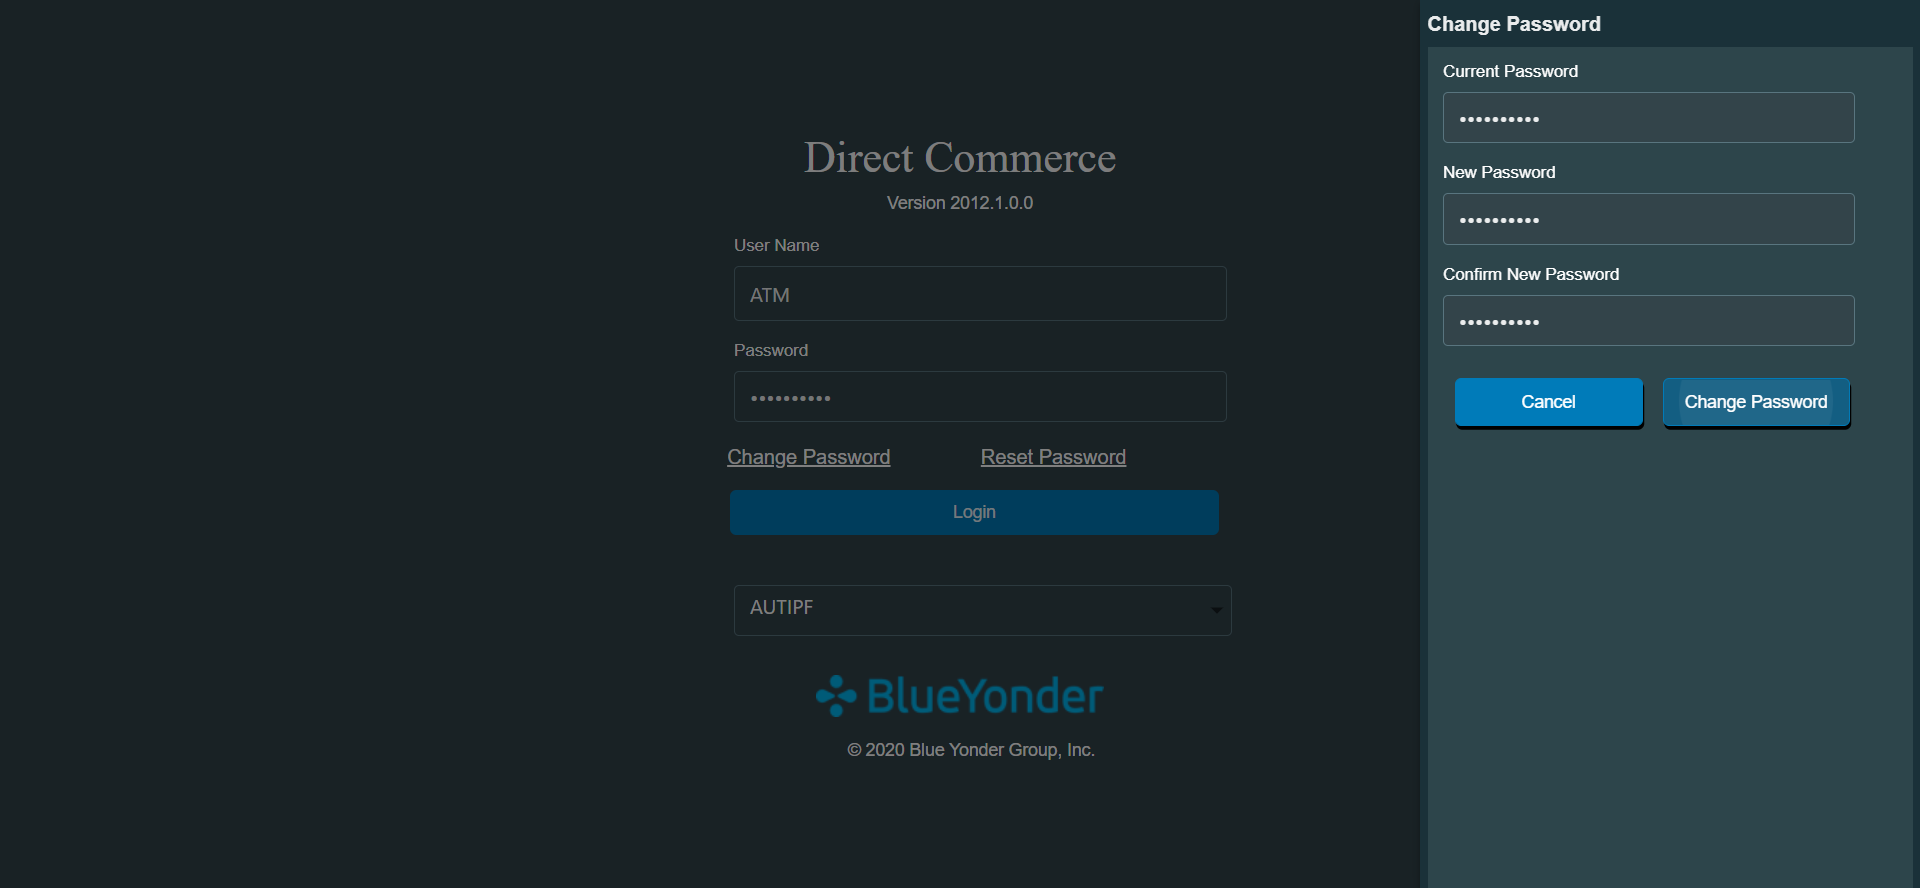 Direct Commerce
Version 2012.1.0.0
User Name
ATM
Password
••••••••••
Change Password
Reset Password
Login
AUTIPF
BlueYonder
© 2020 Blue Yonder Group, Inc.
Change Password
Current Password
••••••••••
New Password
••••••••••
Confirm New Password
••••••••••
Cancel
Change Password